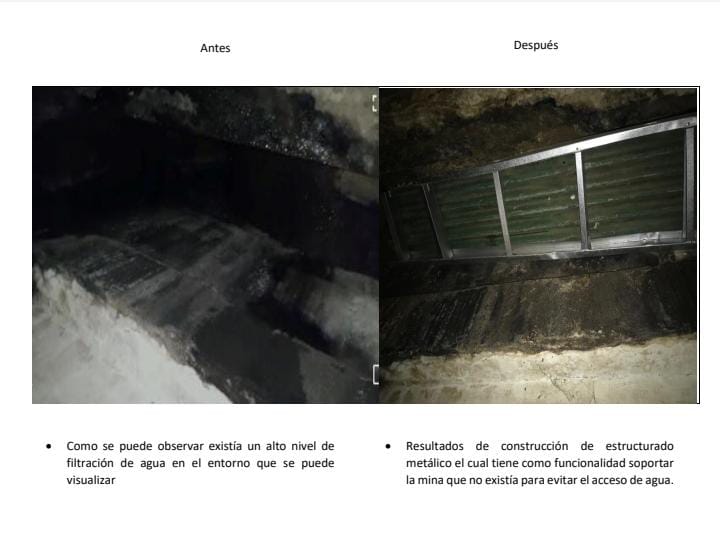 Antes
Después
Como se puede observar existía un alto nivel de
filtración de agua en el entorno que se puede
visualizar
Resultados de construcción de estructurado
metálico el cual tiene como funcionalidad soportar
la mina que no existía para evitar el acceso de agua.